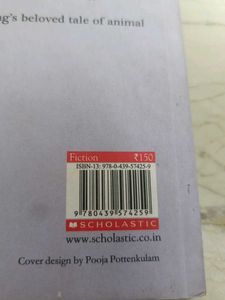 g's beloved tale of animal
Fiction ₹150
ISBN-13: 978-0-439-57425-9
9 780439 574259
SCHOLASTIC
www.scholastic.co.in
Cover design by Pooja Pottenkulam